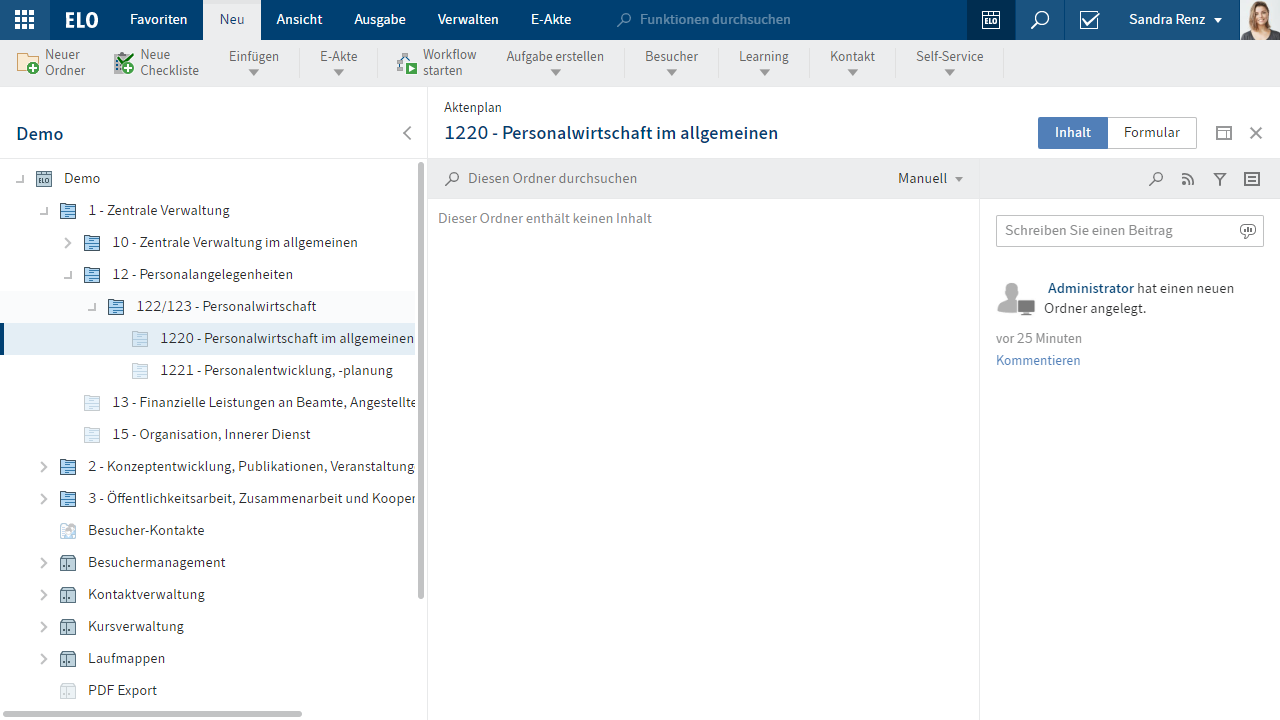 ELO
Favoriten
Neu
Ansicht
Ausgabe
Verwalten
E-Akte
Funktionen durchsuchen
ELO
Sandra Renz
Neuer
Ordner
Neue
Checkliste
Einfügen
E-Akte
Workflow
starten
Aufgabe erstellen
Besucher
Learning
Kontakt
Self-Service
Demo
Aktenplan
1220 - Personalwirtschaft im allgemeinen
Inhalt
Formular
ELO
Demo
1 - Zentrale Verwaltung
10 - Zentrale Verwaltung im allgemeinen
12 - Personalangelegenheiten
122/123 - Personalwirtschaft
1220 - Personalwirtschaft im allgemeinen
1221 - Personalentwicklung, -planung
13 - Finanzielle Leistungen an Beamte, Angestellte
15 - Organisation, Innerer Dienst
2 - Konzeptentwicklung, Publikationen, Veranstaltung
3 - Öffentlichkeitsarbeit, Zusammenarbeit und Kooper
Besucher-Kontakte
Besuchermanagement
Kontaktverwaltung
Kursverwaltung
Laufmappen
PDF Export
Diesen Ordner durchsuchen
Manuell
Dieser Ordner enthält keinen Inhalt
Schreiben Sie einen Beitrag
Administrator hat einen neuen
Ordner angelegt.
vor 25 Minuten
Kommentieren